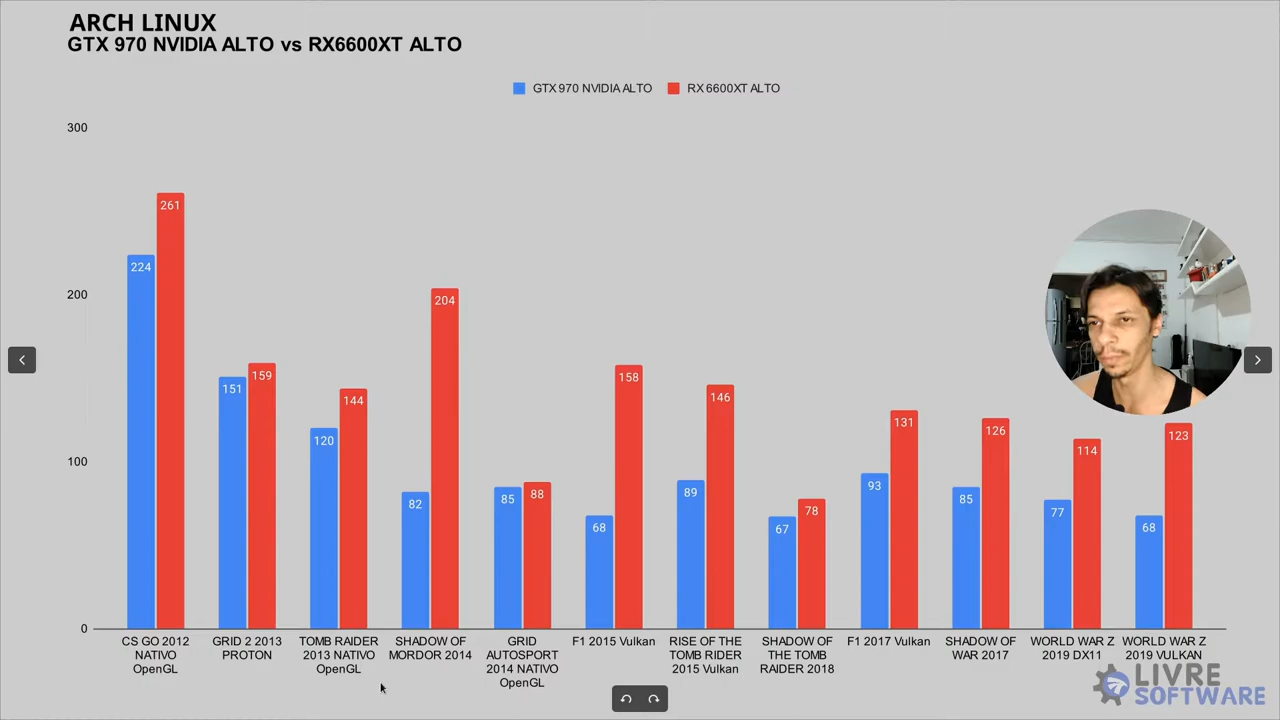 ARCH LINUX
GTX 970 NVIDIA ALTO vs RX6600XT ALTO
GTX 970 NVIDIA ALTO
RX 6600XT ALTO
300
200
100
0
224
261
151
159
120
144
82
204
85
88
68
158
89
146
67
78
93
131
85
126
77
114
68
123
CS GO 2012
NATIVO
OpenGL
GRID 2 2013
PROTON
TOMB RAIDER
2013 NATIVO
OpenGL
SHADOW OF
MORDOR 2014
GRID
AUTOSPORT
2014 NATIVO
OpenGL
F1 2015 Vulkan
RISE OF THE
TOMB RIDER
2015 Vulkan
SHADOW OF
THE TOMB
RAIDER 2018
F1 2017 Vulkan
SHADOW OF
WAR 2017
WORLD WAR Z
2019 DX11
WORLD WAR Z
2019 VULKAN
LIVRE
SOFTWARE